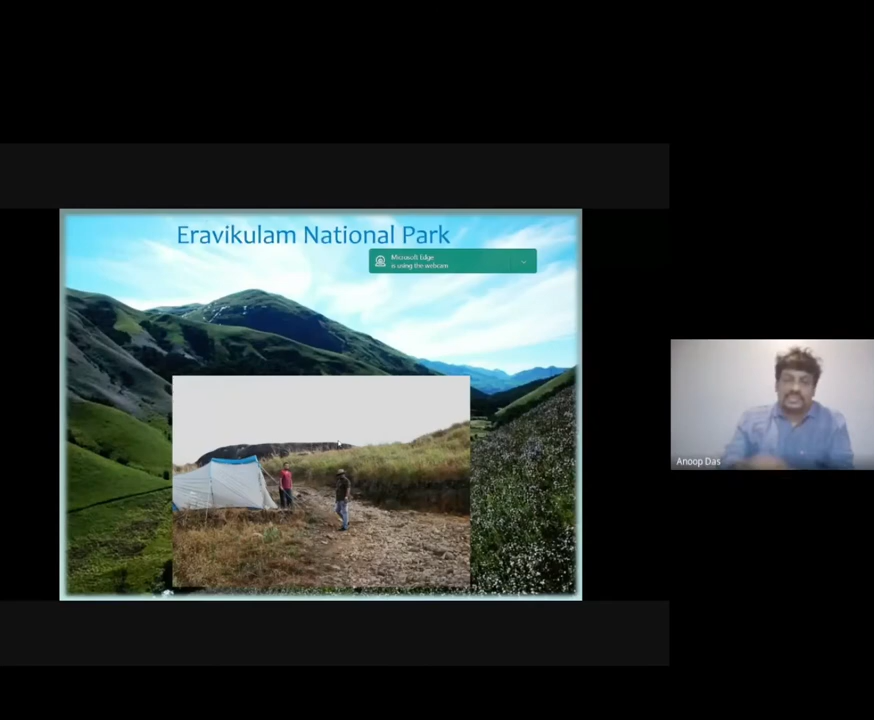 Eravikulam National Park
Microsoft Edge
is using the webcam
Anoop Das